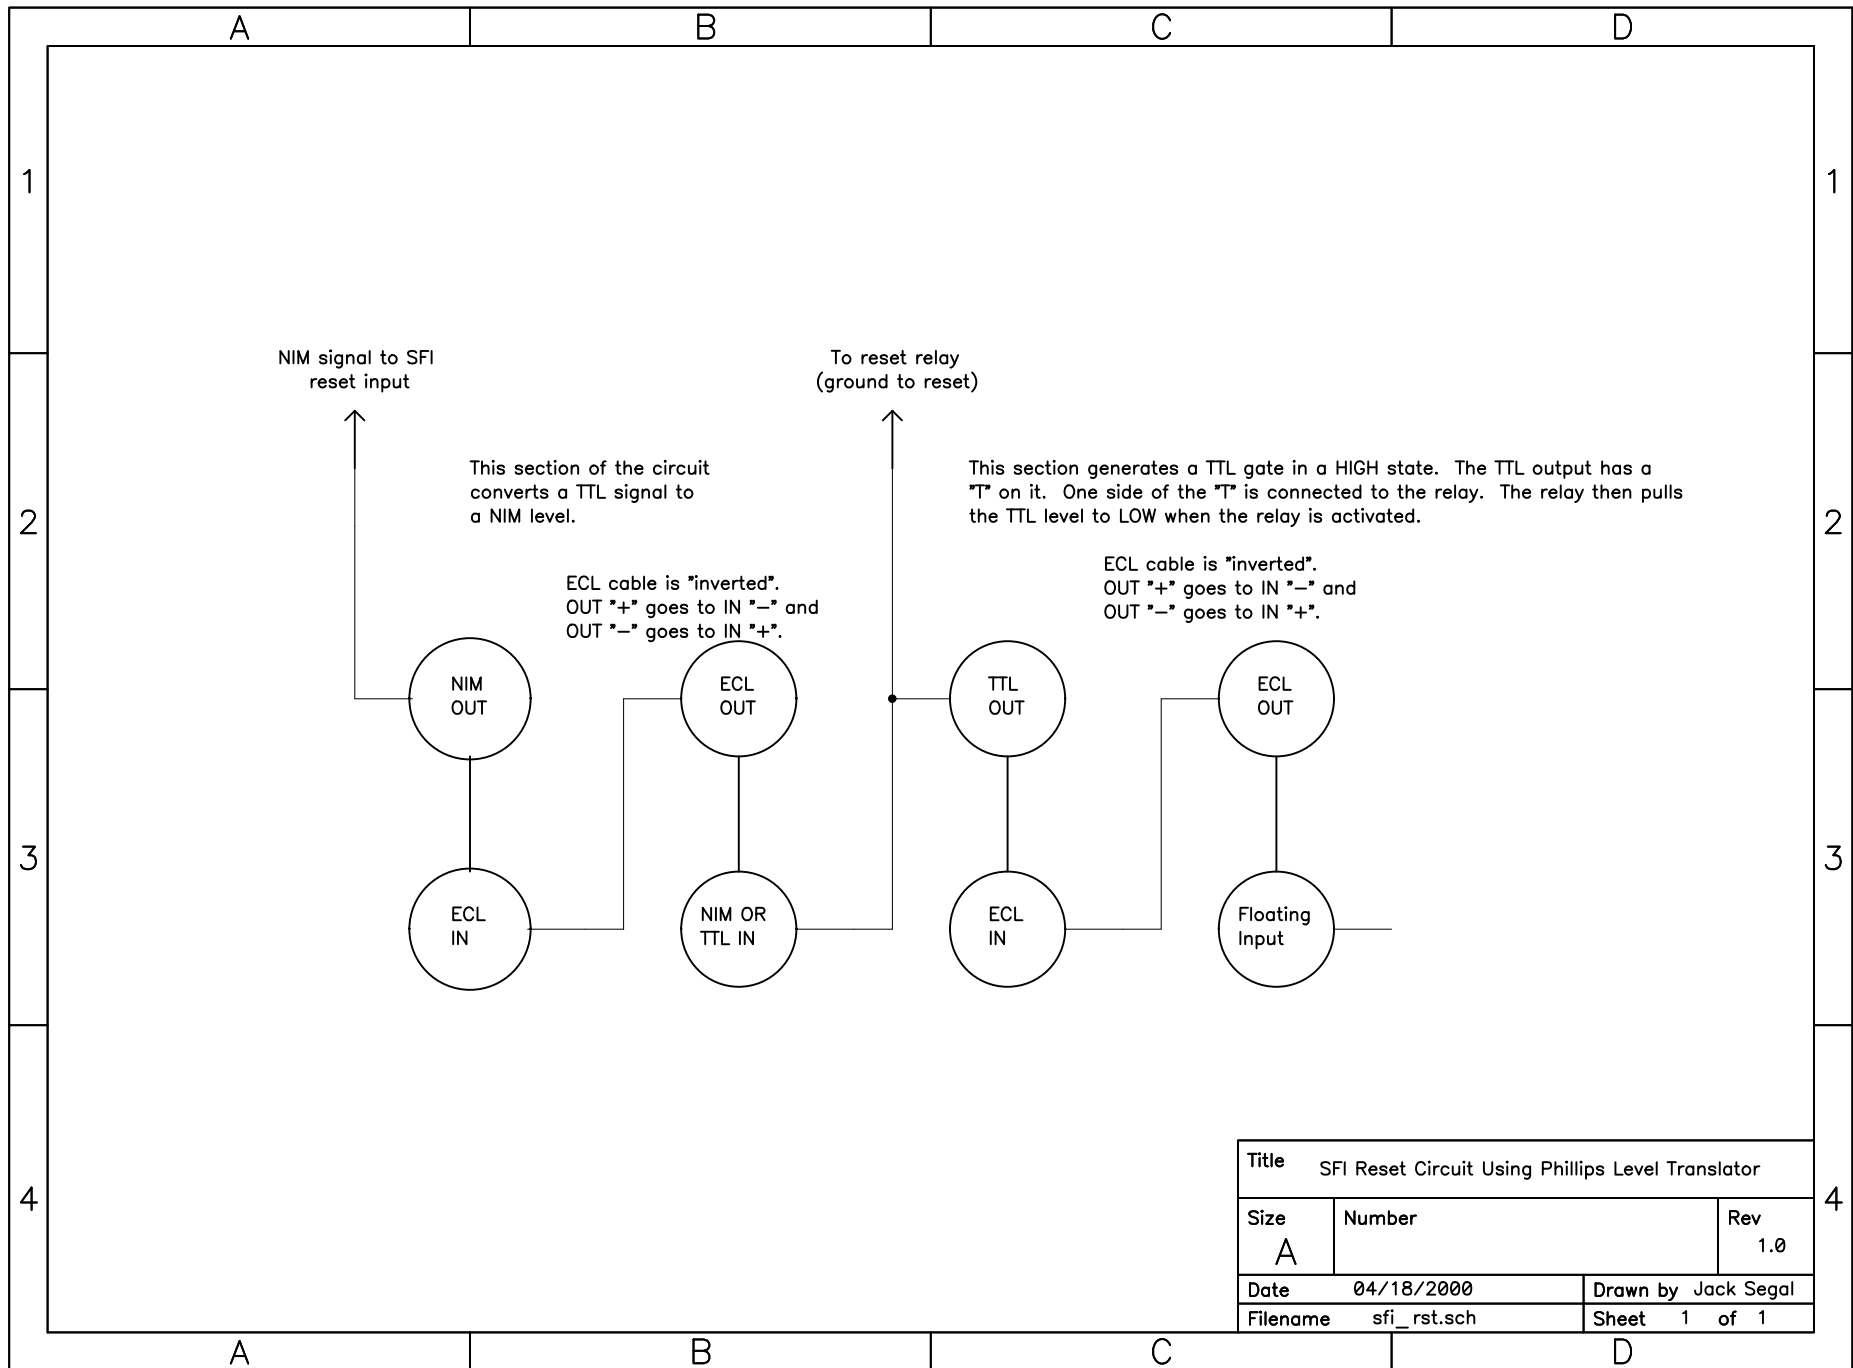 A B C D
1 1
NIM signal to SFI
reset input
To reset relay
(ground to reset)
This section of the circuit
converts a TTL signal to
a NIM level.
This section generates a TTL gate in a HIGH state. The TTL output has a
"T" on it. One side of the "T" is connected to the relay. The relay then pulls
the TTL level to LOW when the relay is activated.
2 2
ECL cable is "inverted".
OUT "+" goes to IN "-" and
OUT "-" goes to IN "+".
ECL cable is "inverted".
OUT "+" goes to IN "-" and
OUT "-" goes to IN "+".
NIM
OUT
ECL
OUT
TTL
OUT
ECL
OUT
3 3
ECL
IN
NIM OR
TTL IN
ECL
IN
Floating
Input
4 4
Title SFI Reset Circuit Using Phillips Level Translator
Size
A
Number
Rev
1.0
Date 04/18/2000
Drawn by Jack Segal
Filename sfi_rst.sch
Sheet 1 of 1
A B C D